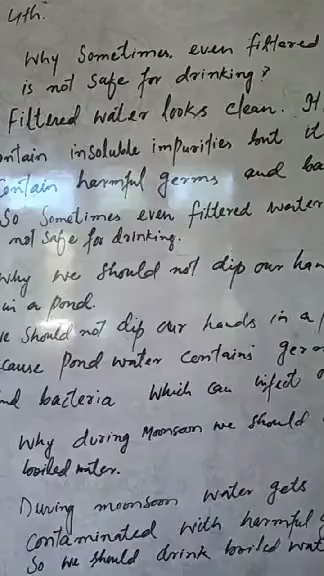 4th.
Why Sometimes, even filtered
is not safe for drinking?
Filtered water looks clean. It
contain insoluble impurities but it
contain harmful germs and ba
So Sometimes even filtered water
not safe for drinking.
why we should not dip our han
in a pond.
we should not dip our hands in a p
cause Pond water contains germ
nd bacteria which can infect o
Why during Monsoon we should
boiled water.
During moonsoon water gets
contaminated with harmful g
So we should drink boiled wat